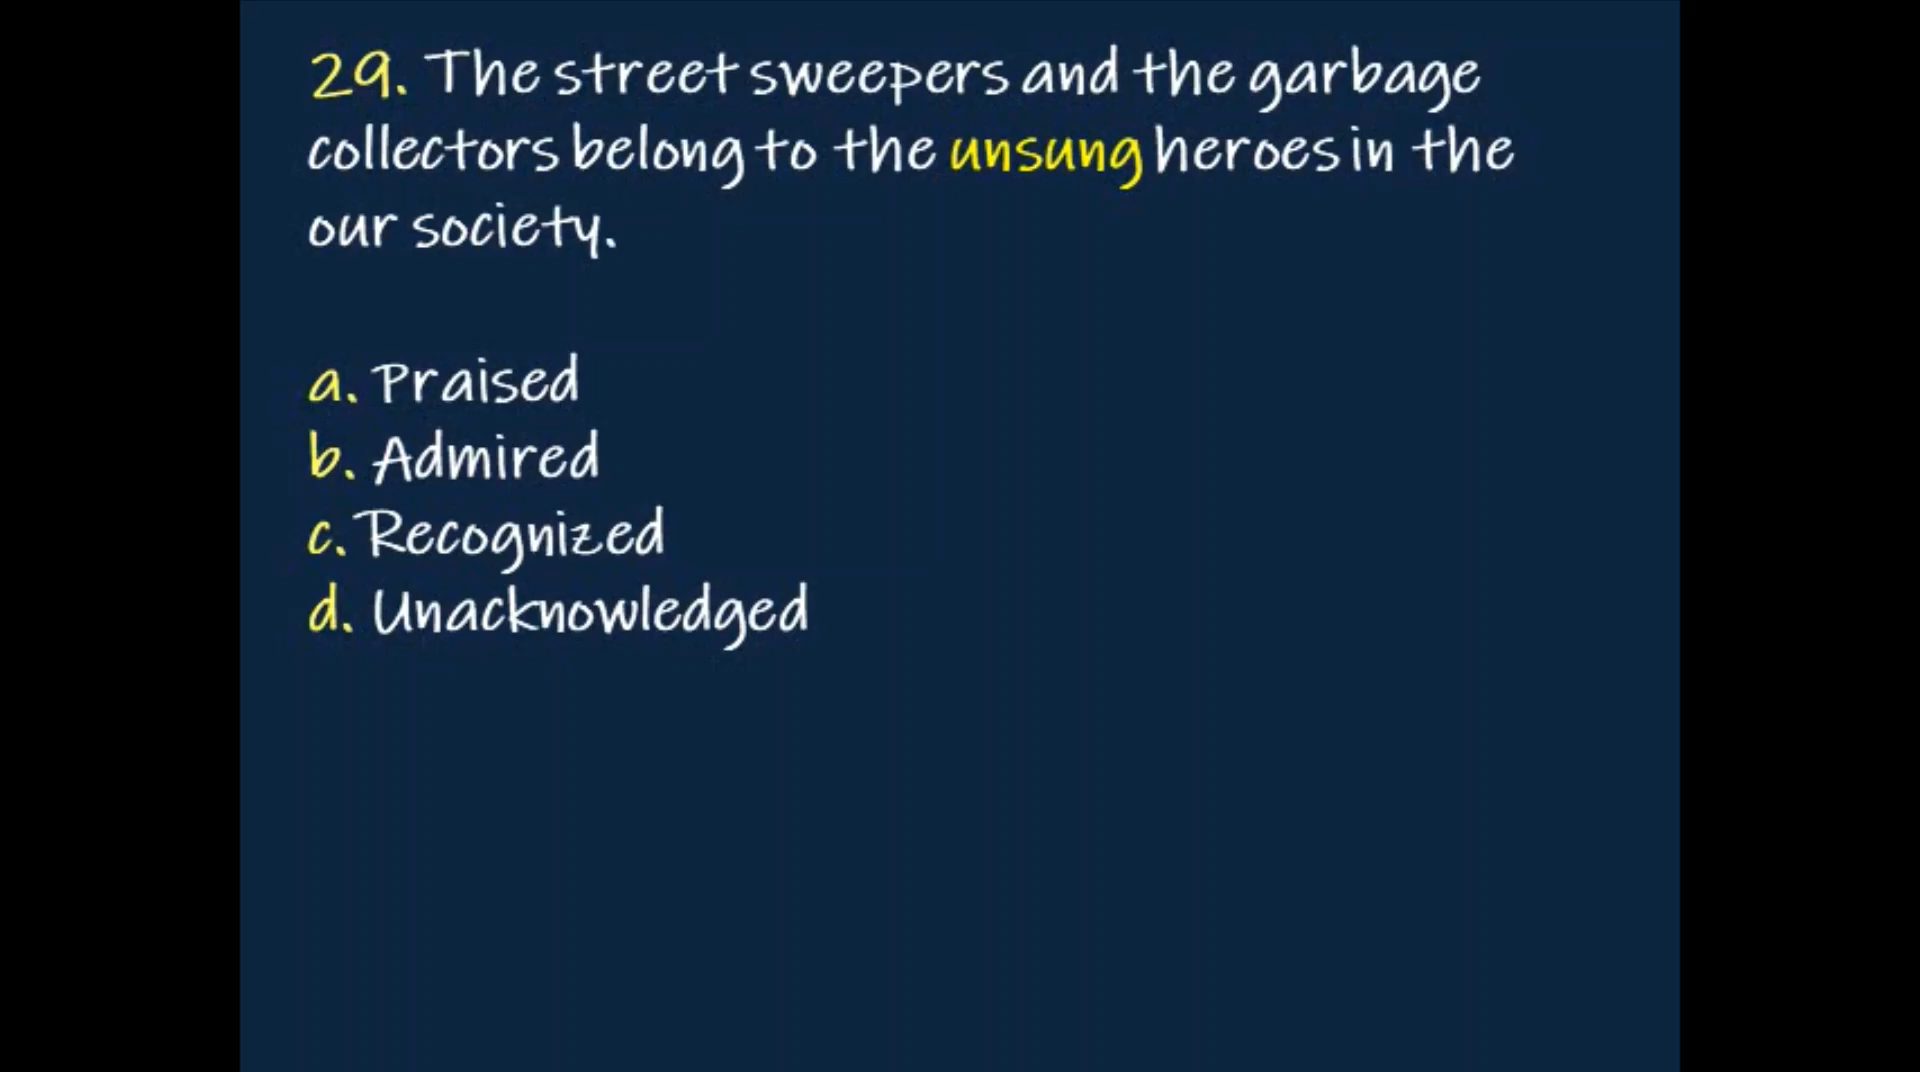 29. The street sweepers and the garbage
collectors belong to the unsung heroes in the
our society.
a. Praised
b. Admired
c. Recognized
d. Unacknowledged